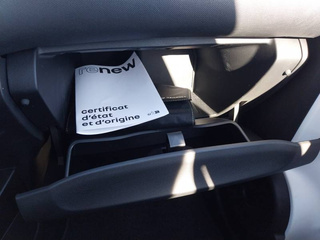 renew
certificat
d'état
et d'origine